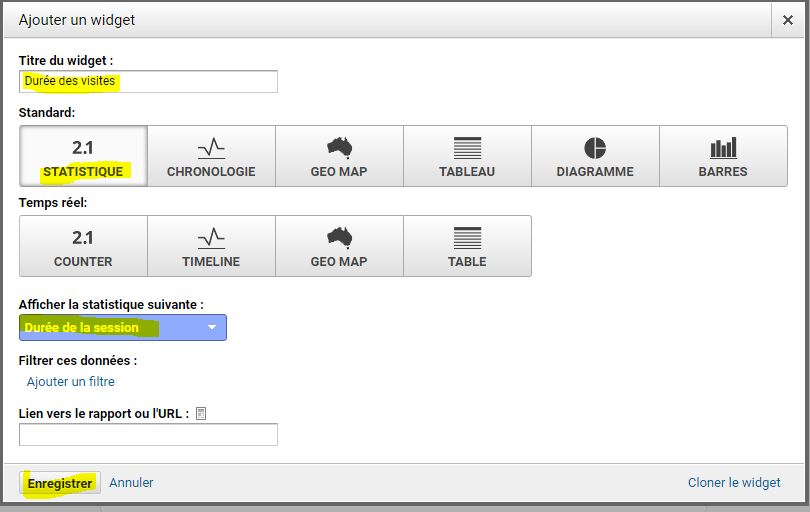 Ajouter un widget
Titre du widget :
Durée des visites
Standard:
2.1
STATISTIQUE CHRONOLOGIE GEO MAP TABLEAU DIAGRAMME BARRES
Temps réel:
2.1
COUNTER TIMELINE GEO MAP TABLE
Afficher la statistique suivante :
Durée de la session
Filtrer ces données :
Ajouter un filtre
Lien vers le rapport ou l'URL :
Enregistrer Annuler Cloner le widget